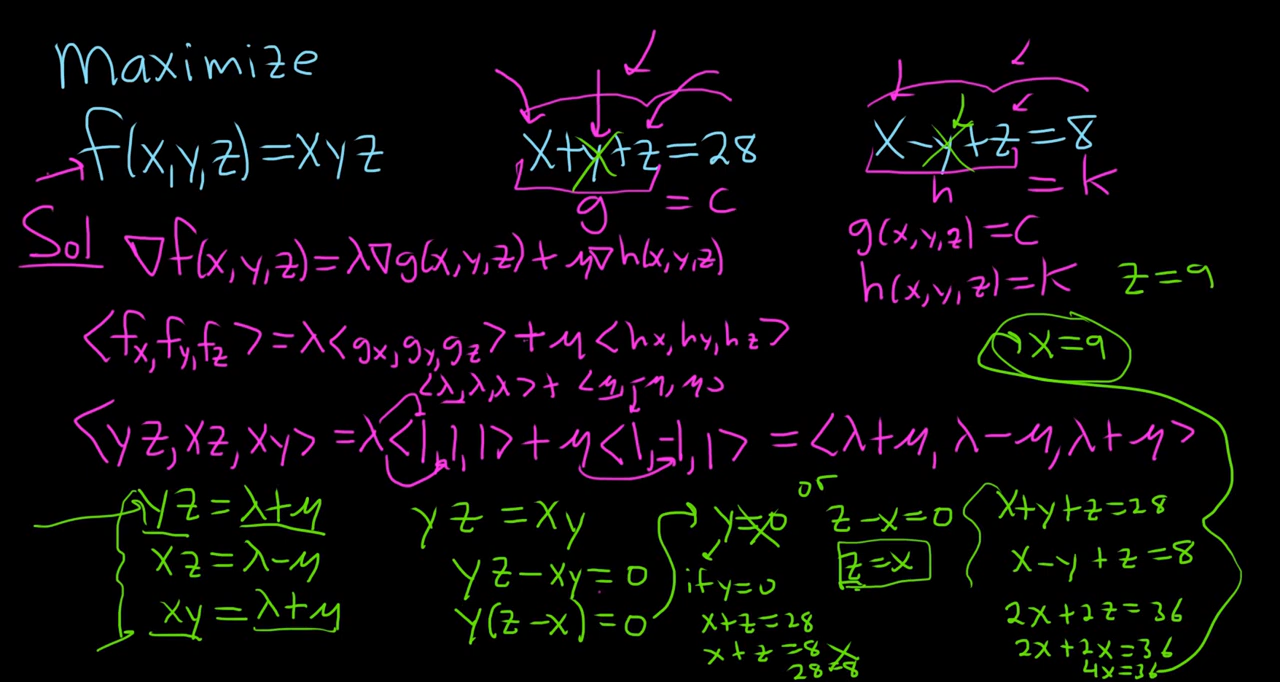 Maximize
f(x,y,z)=xyz
x+y+z=28
g = c
x-y+z=8
h = k
Sol
∇f(x,y,z)=λ∇g(x,y,z)+μ∇h(x,y,z)
g(x,y,z)=c
h(x,y,z)=k
z=9
<fx,fy,fz>=λ<gx,gy,gz>+μ<hx,hy,hz>
x=9
<λ,λ,λ>+<μ,-μ,μ>
<yz,xz,xy>=λ<1,1,1>+μ<1,-1,1>=<λ+μ,λ-μ,λ+μ>
yz=λ+μ
xz=λ-μ
xy=λ+μ
yz=xy
yz-xy=0
y(z-x)=0
y=0
or
z-x=0
z=x
if y=0
x+z=28
x+z=8
28=8
x+y+z=28
x-y+z=8
2x+2z=36
2x+2x=36
4x=36